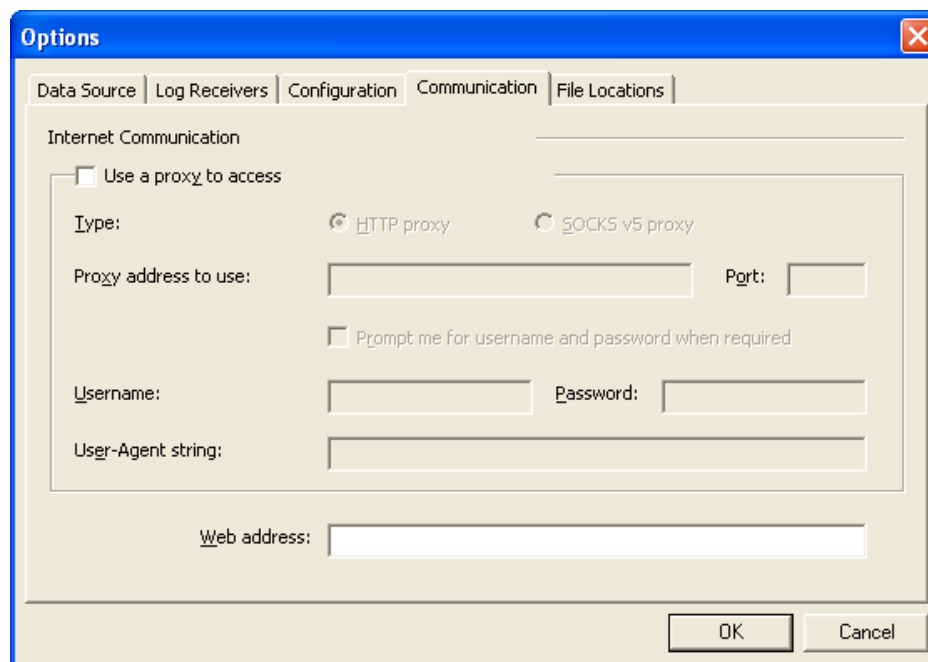 Options
Data Source Log Receivers Configuration Communication File Locations
Internet Communication
Use a proxy to access
Type: HTTP proxy SOCKS v5 proxy
Proxy address to use: Port:
Prompt me for username and password when required
Username: Password:
User-Agent string:
Web address:
OK Cancel